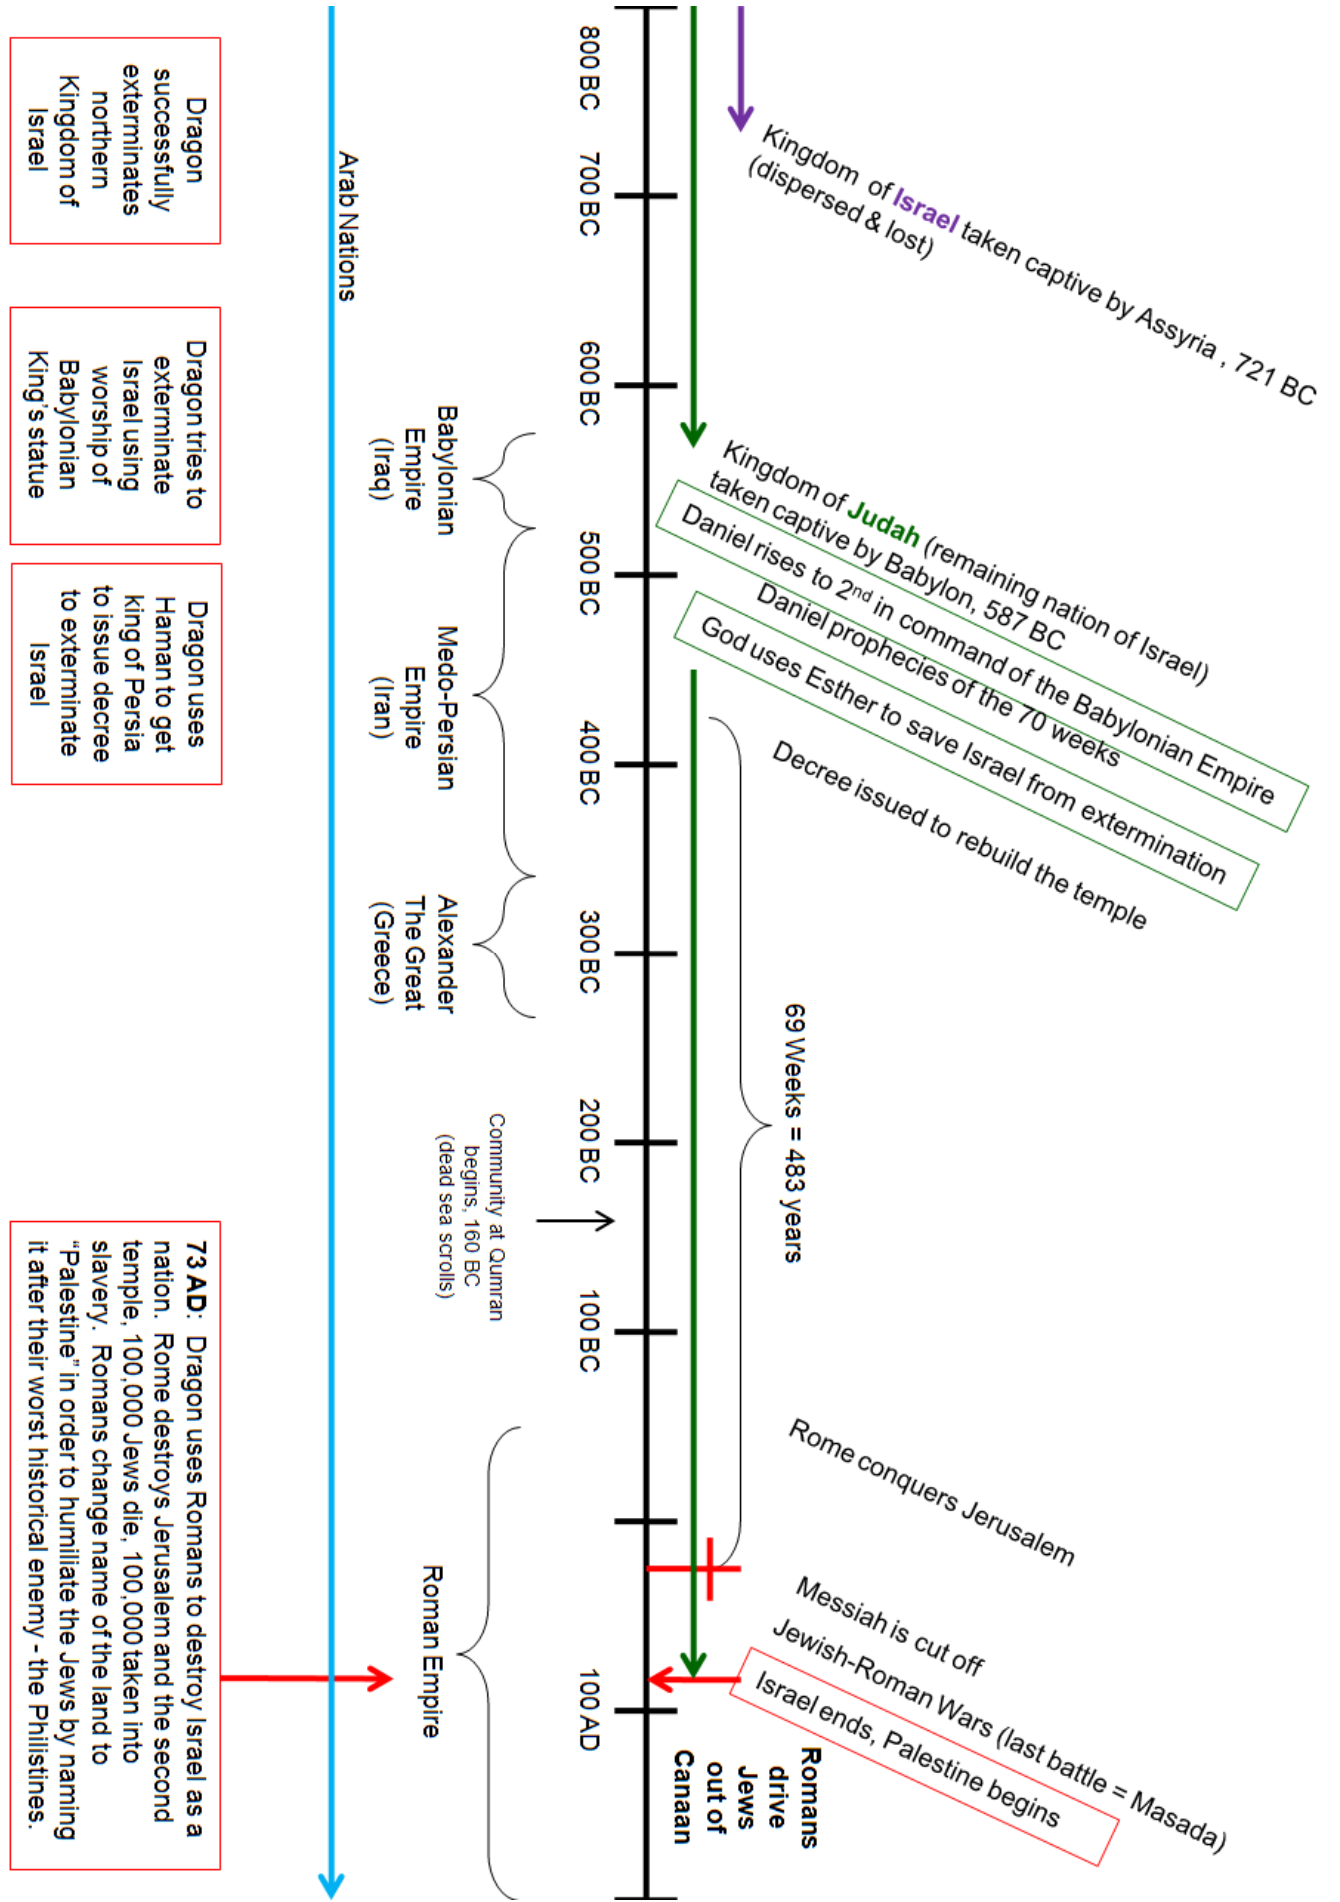 Kingdom of Israel taken captive by Assyria , 721 BC
(dispersed & lost)
Kingdom of Judah (remaining nation of Israel)
taken captive by Babylon, 587 BC
Daniel rises to 2nd in command of the Babylonian Empire
Daniel prophecies of the 70 weeks
God uses Esther to save Israel from extermination
Decree issued to rebuild the temple
69 Weeks = 483 years
Rome conquers Jerusalem
Messiah is cut off
Jewish-Roman Wars (last battle = Masada)
Israel ends, Palestine begins
Romans
drive
Jews
out of
Canaan
800 BC
700 BC
600 BC
500 BC
400 BC
300 BC
200 BC
100 BC
100 AD
Babylonian
Empire
(Iraq)
Medo-Persian
Empire
(Iran)
Alexander
The Great
(Greece)
Community at Qumran
begins, 160 BC
(dead sea scrolls)
Roman Empire
Arab Nations
Dragon
successfully
exterminates
northern
Kingdom of
Israel
Dragon tries to
exterminate
Israel using
worship of
Babylonian
King's statue
Dragon uses
Haman to get
king of Persia
to issue decree
to exterminate
Israel
73 AD: Dragon uses Romans to destroy Israel as a
nation. Rome destroys Jerusalem and the second
temple, 100,000 Jews die, 100,000 taken into
slavery. Romans change name of the land to
"Palestine" in order to humiliate the Jews by naming
it after their worst historical enemy - the Philistines.